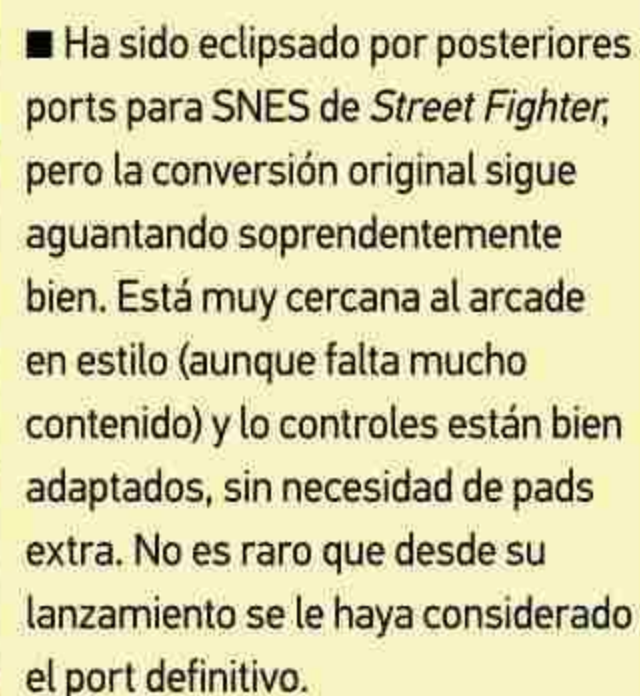 ■ Ha sido eclipsado por posteriores
ports para SNES de Street Fighter,
pero la conversión original sigue
aguantando soprendentemente
bien. Está muy cercana al arcade
en estilo (aunque falta mucho
contenido) y lo controles están bien
adaptados, sin necesidad de pads
extra. No es raro que desde su
lanzamiento se le haya considerado
el port definitivo.